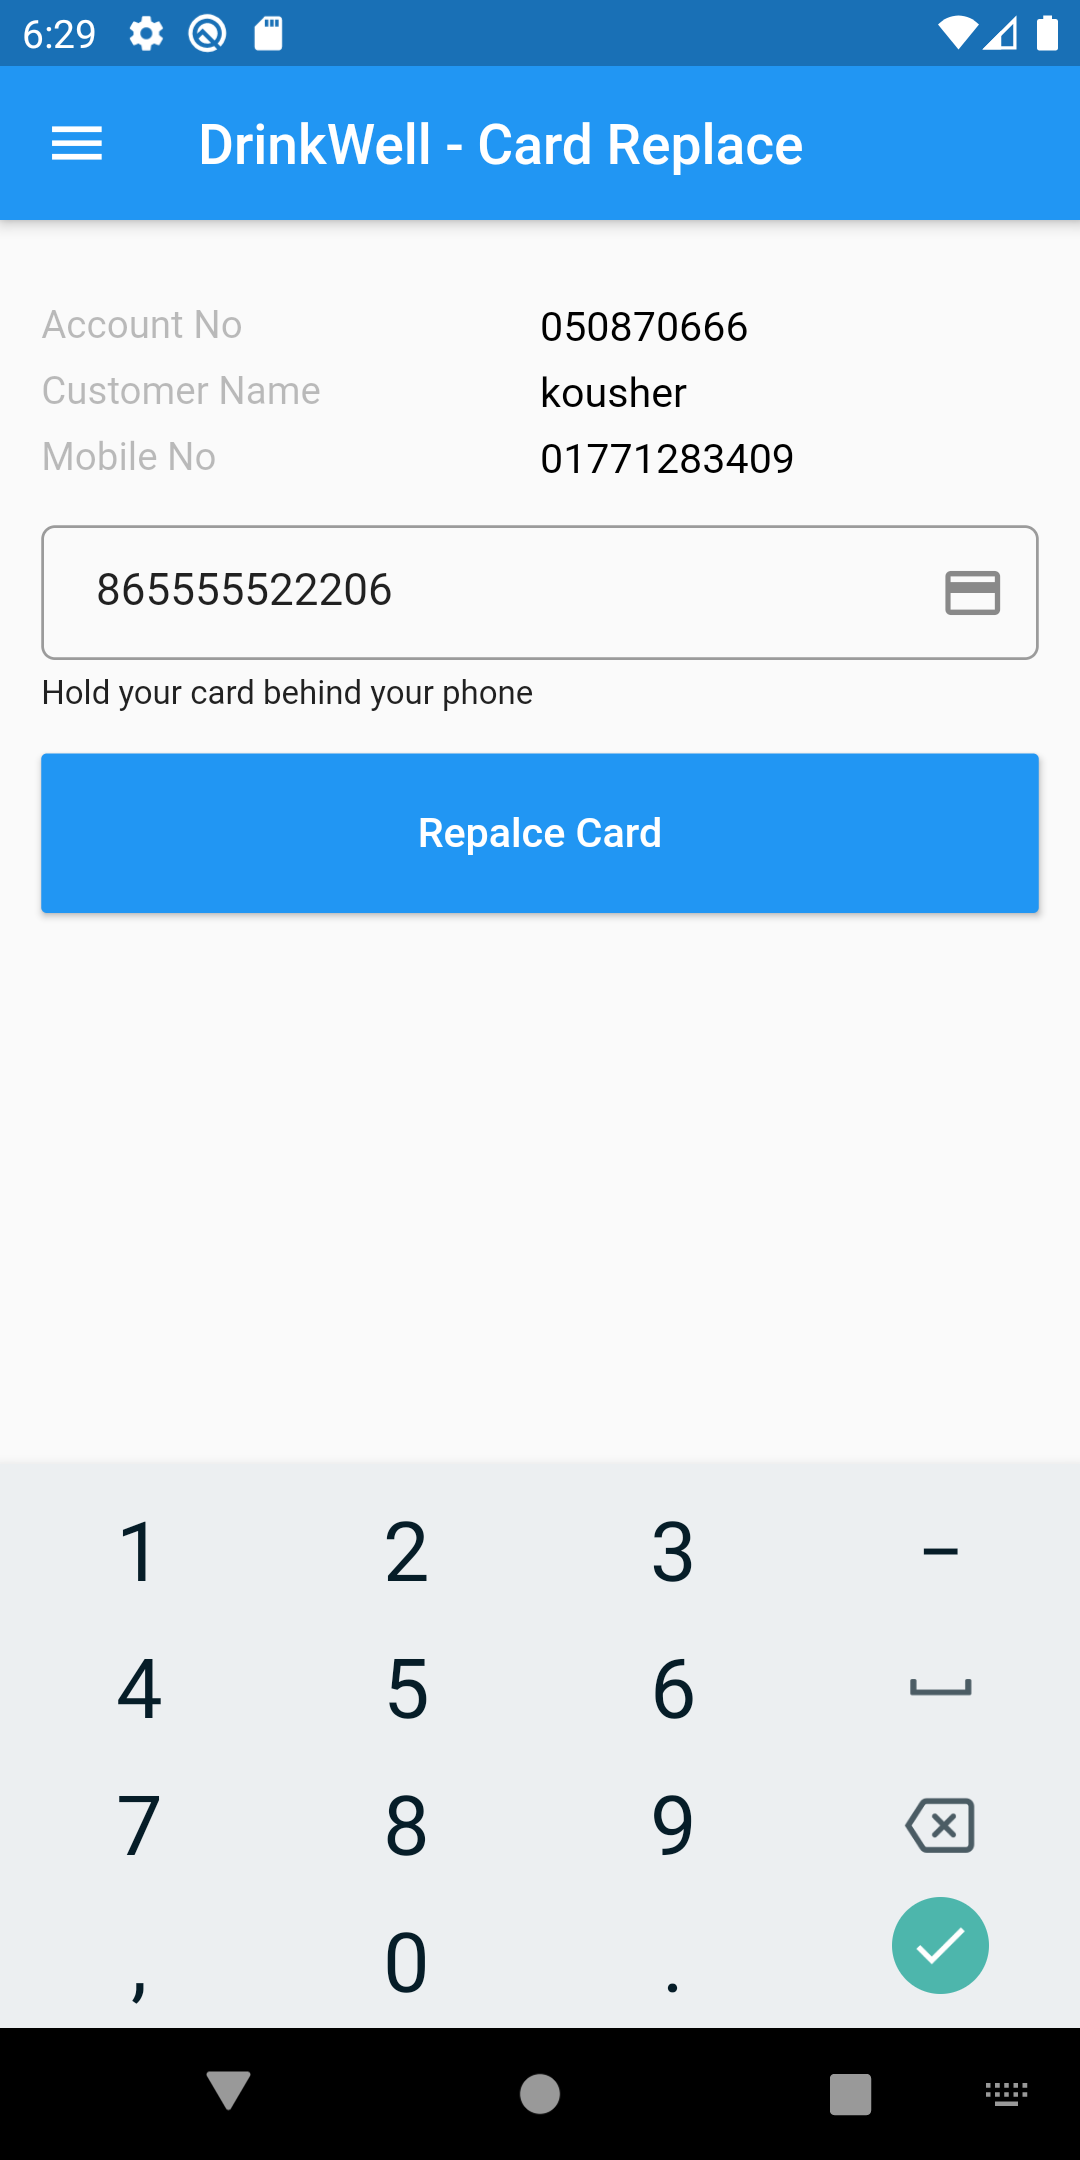 6:29
DrinkWell - Card Replace
Account No 050870666
Customer Name kousher
Mobile No 01771283409
865555522206
Hold your card behind your phone
Repalce Card
1 2 3 –
4 5 6
7 8 9
, 0 .